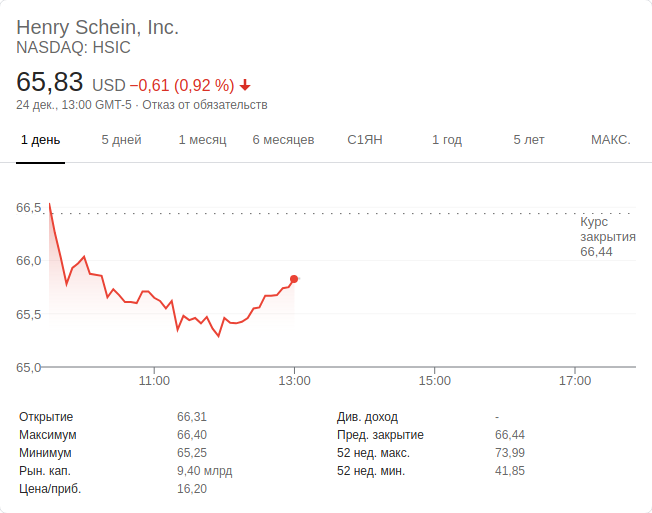 Henry Schein, Inc.
NASDAQ: HSIC
65,83 USD −0,61 (0,92 %)
24 дек., 13:00 GMT-5 · Отказ от обязательств
1 день 5 дней 1 месяц 6 месяцев С1ЯН 1 год 5 лет МАКС.
66,5
Курс
закрытия
66,44
66,0
65,5
65,0
11:00 13:00 15:00 17:00
Открытие 66,31 Див. доход -
Максимум 66,40 Пред. закрытие 66,44
Минимум 65,25 52 нед. макс. 73,99
Рын. кап. 9,40 млрд 52 нед. мин. 41,85
Цена/приб. 16,20